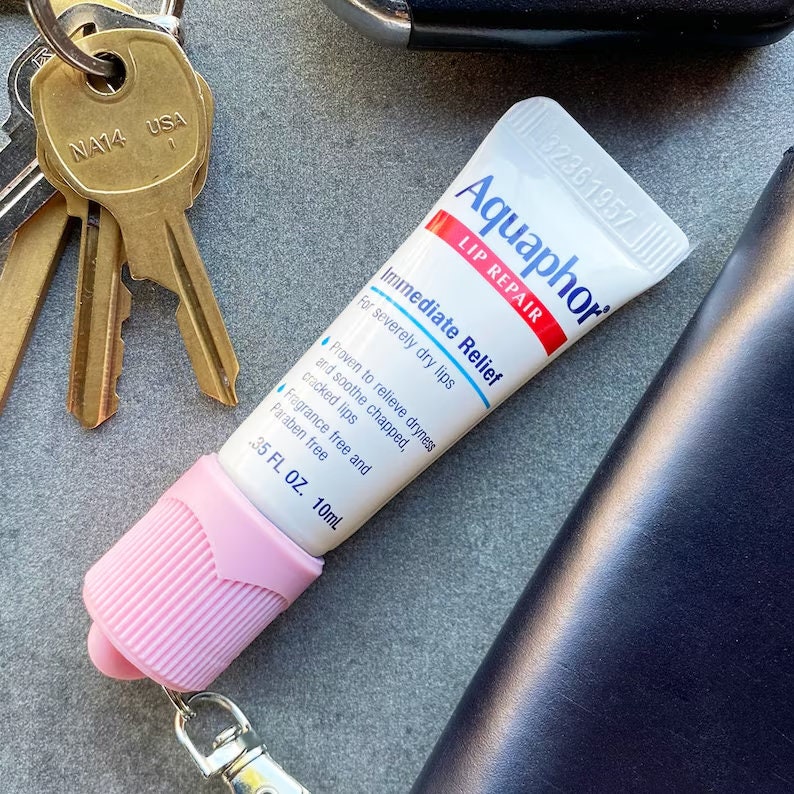 NA14
USA
1
32361957
Aquaphor®
LIP REPAIR
Immediate Relief
For severely dry lips
Proven to relieve dryness
and soothe chapped,
cracked lips
Fragrance free and
Paraben free
.35 FL OZ. 10mL